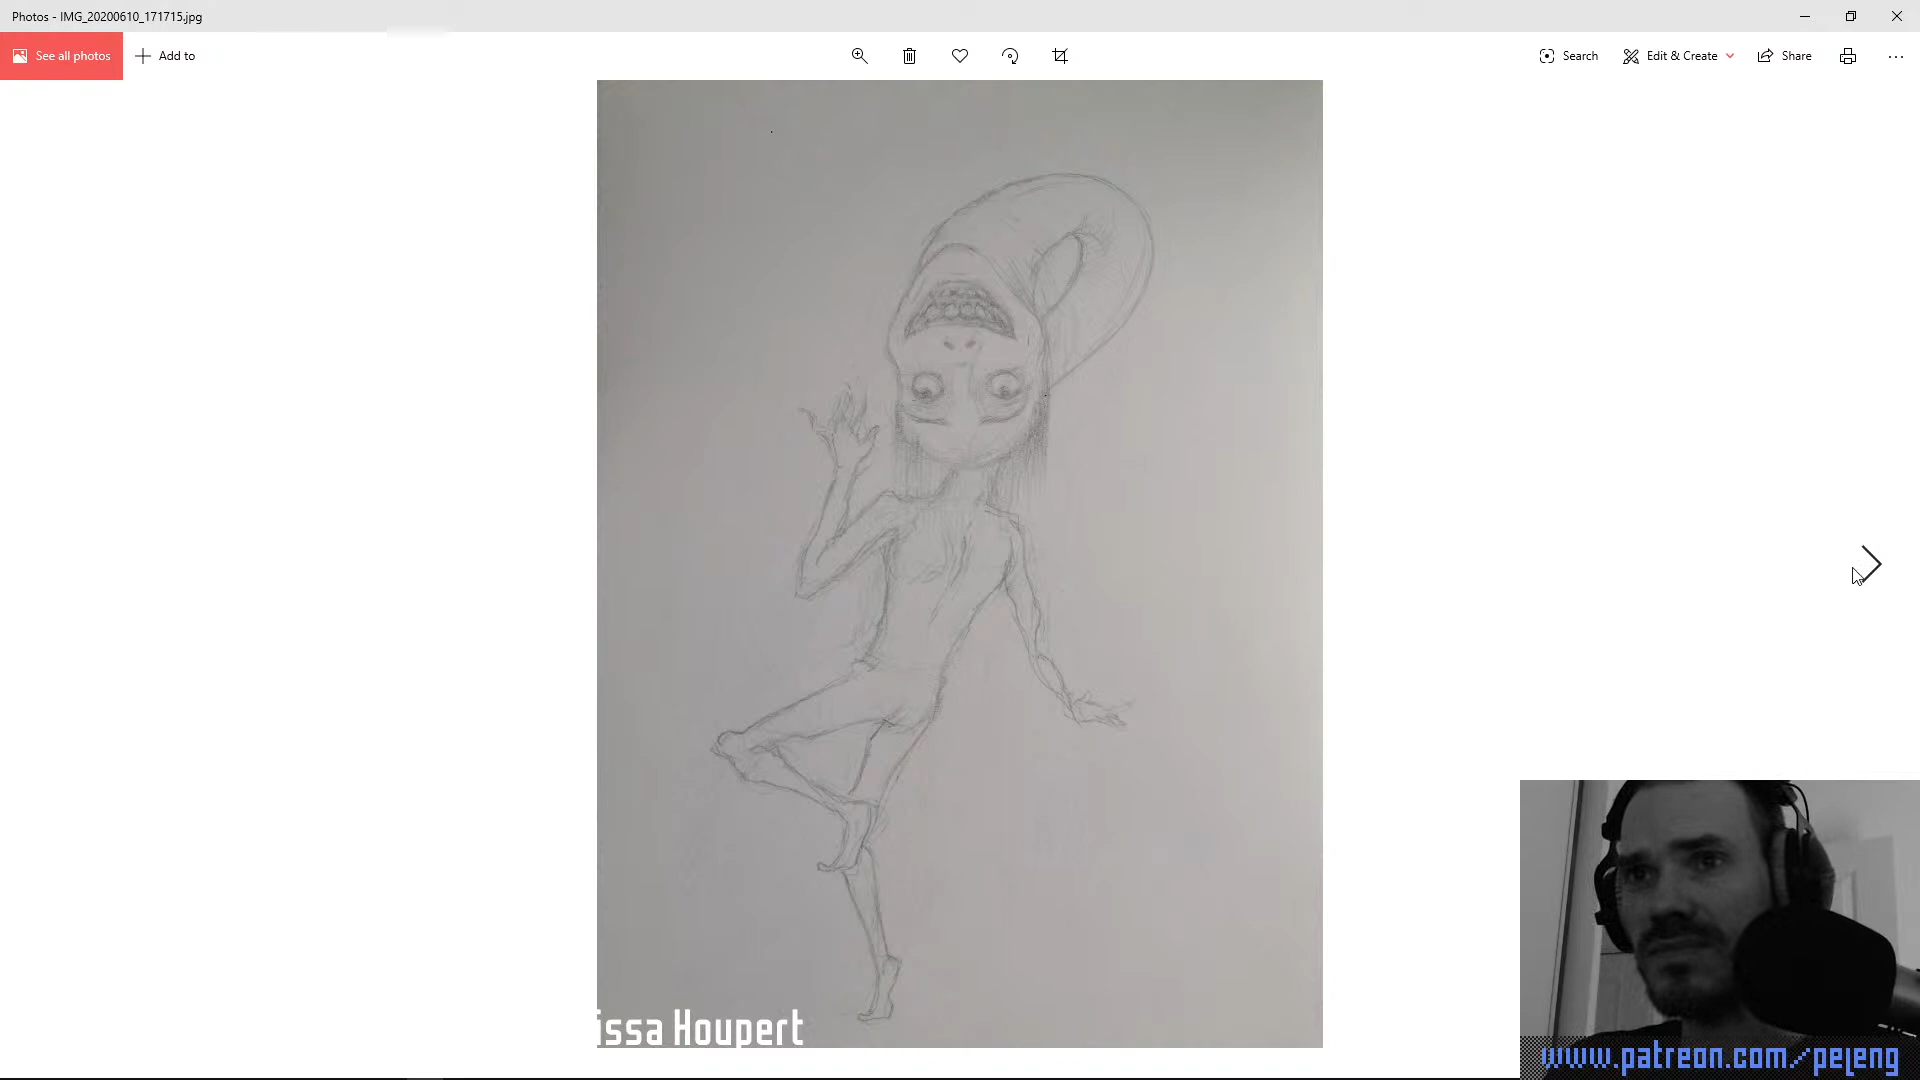 Photos - IMG_20200610_171715.jpg
See all photos
Add to
Search
Edit & Create
Share
issa Houpert
www.patreon.com/peleng